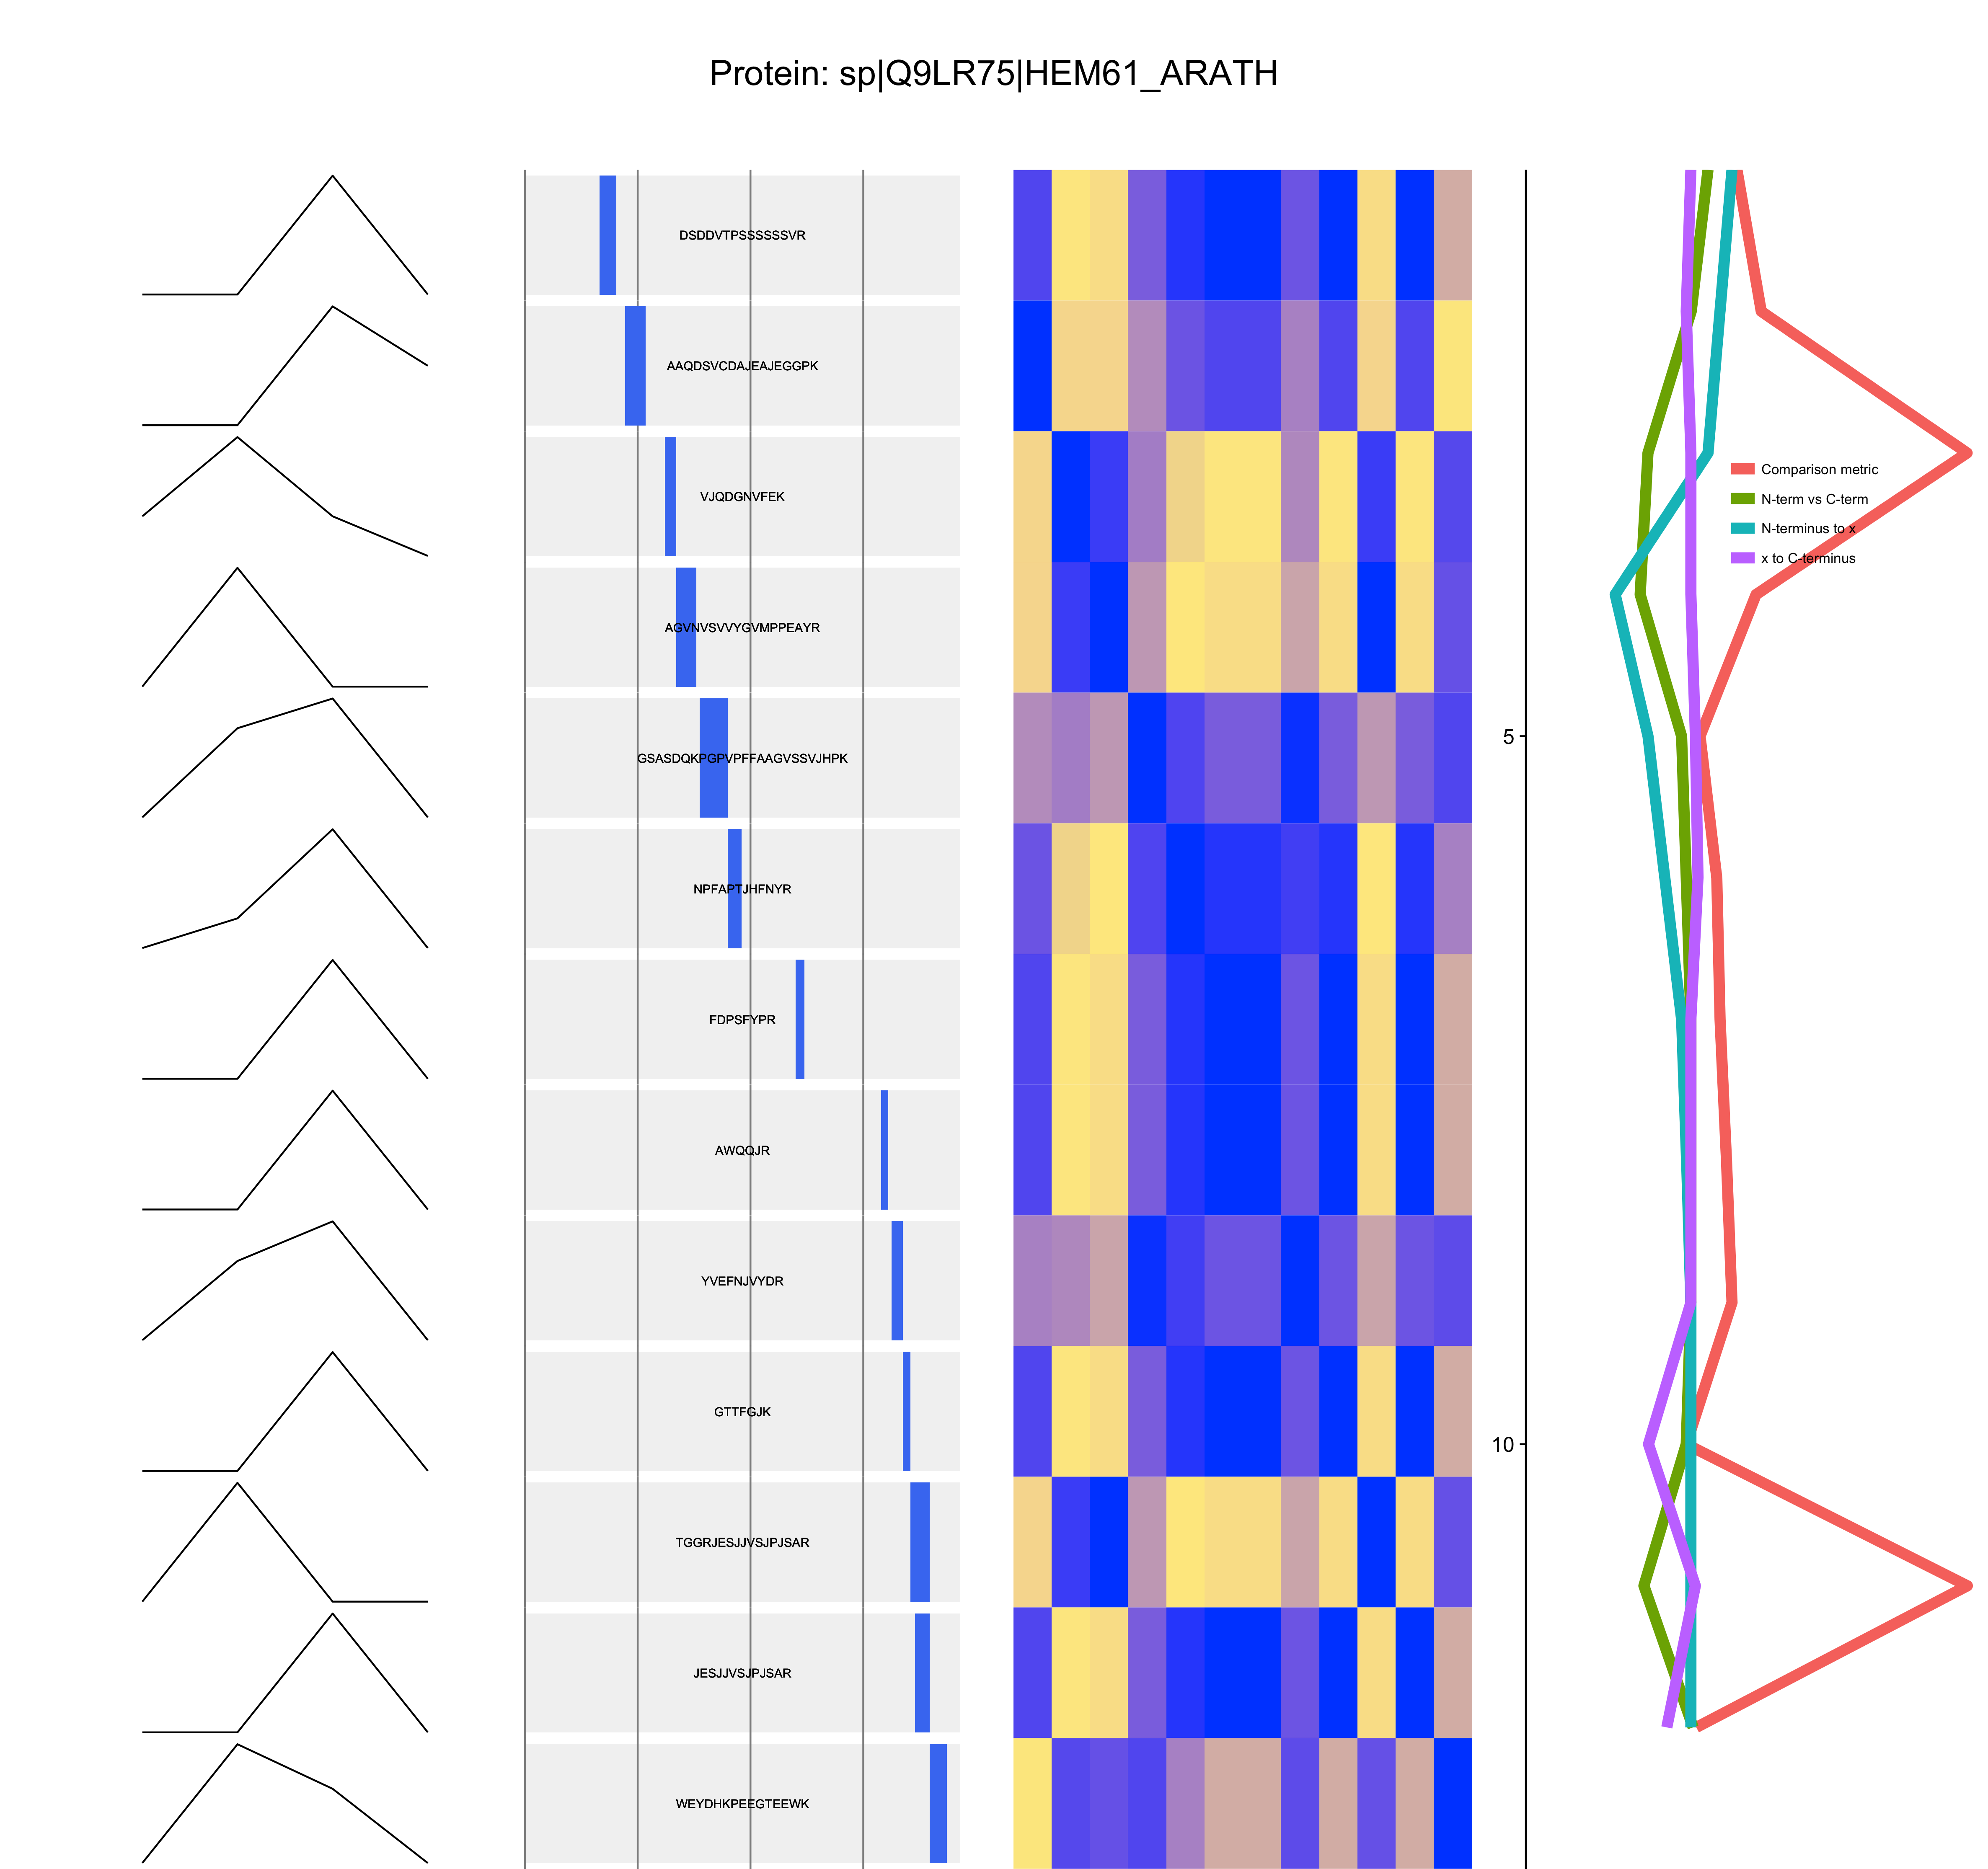 Protein: sp|Q9LR75|HEM61_ARATH
DSDDVTPSSSSSSVR
AAQDSVCDAJEAJEGGPK
VJQDGNVFEK
Comparison metric
N-term vs C-term
N-terminus to x
x to C-terminus
AGVNVSVVYGVMPPEAYR
5
GSASDQKPGPVPFFAAGVSSVJHPK
NPFAPTJHFNYR
FDPSFYPR
AWQQJR
YVEFNJVYDR
GTTFGJK
10
TGGRJESJJVSJPJSAR
JESJJVSJPJSAR
WEYDHKPEEGTEEWK